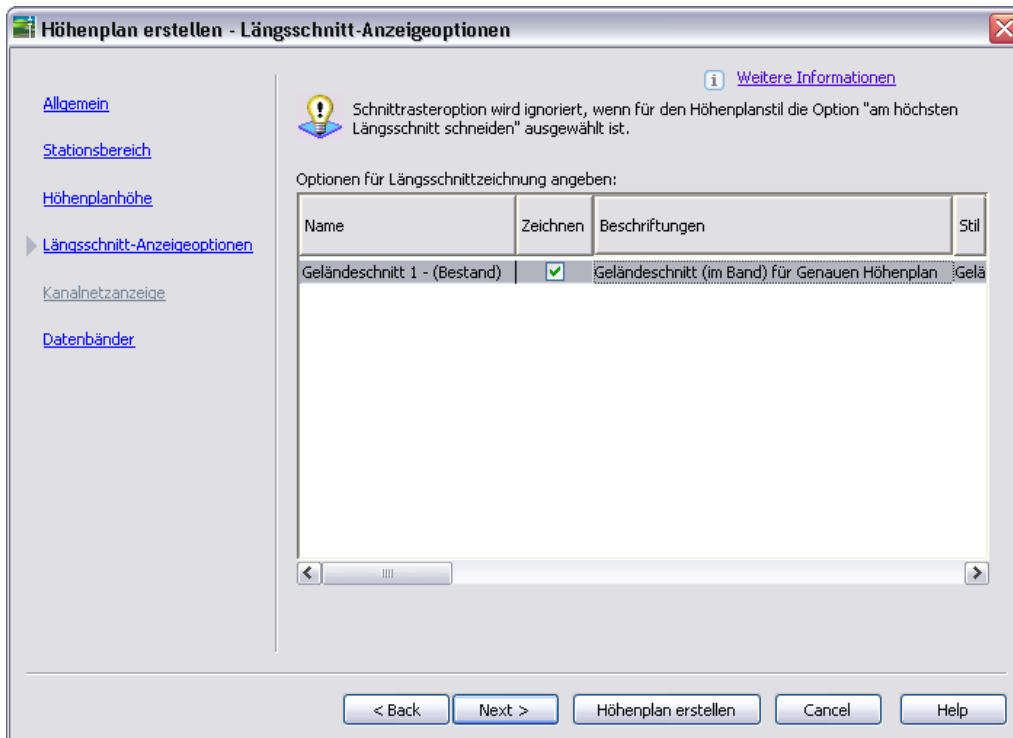 Höhenplan erstellen - Längsschnitt-Anzeigeoptionen
Allgemein
Stationsbereich
Höhenplanhöhe
Längsschnitt-Anzeigeoptionen
Kanalnetzanzeige
Datenbänder
i Weitere Informationen
Schnittrasteroption wird ignoriert, wenn für den Höhenplanstil die Option "am höchsten
Längsschnitt schneiden" ausgewählt ist.
Optionen für Längsschnittzeichnung angeben:
Name Zeichnen Beschriftungen Stil
Geländeschnitt 1 - (Bestand) Geländeschnitt (im Band) für Genauen Höhenplan Gelä
< Back Next > Höhenplan erstellen Cancel Help